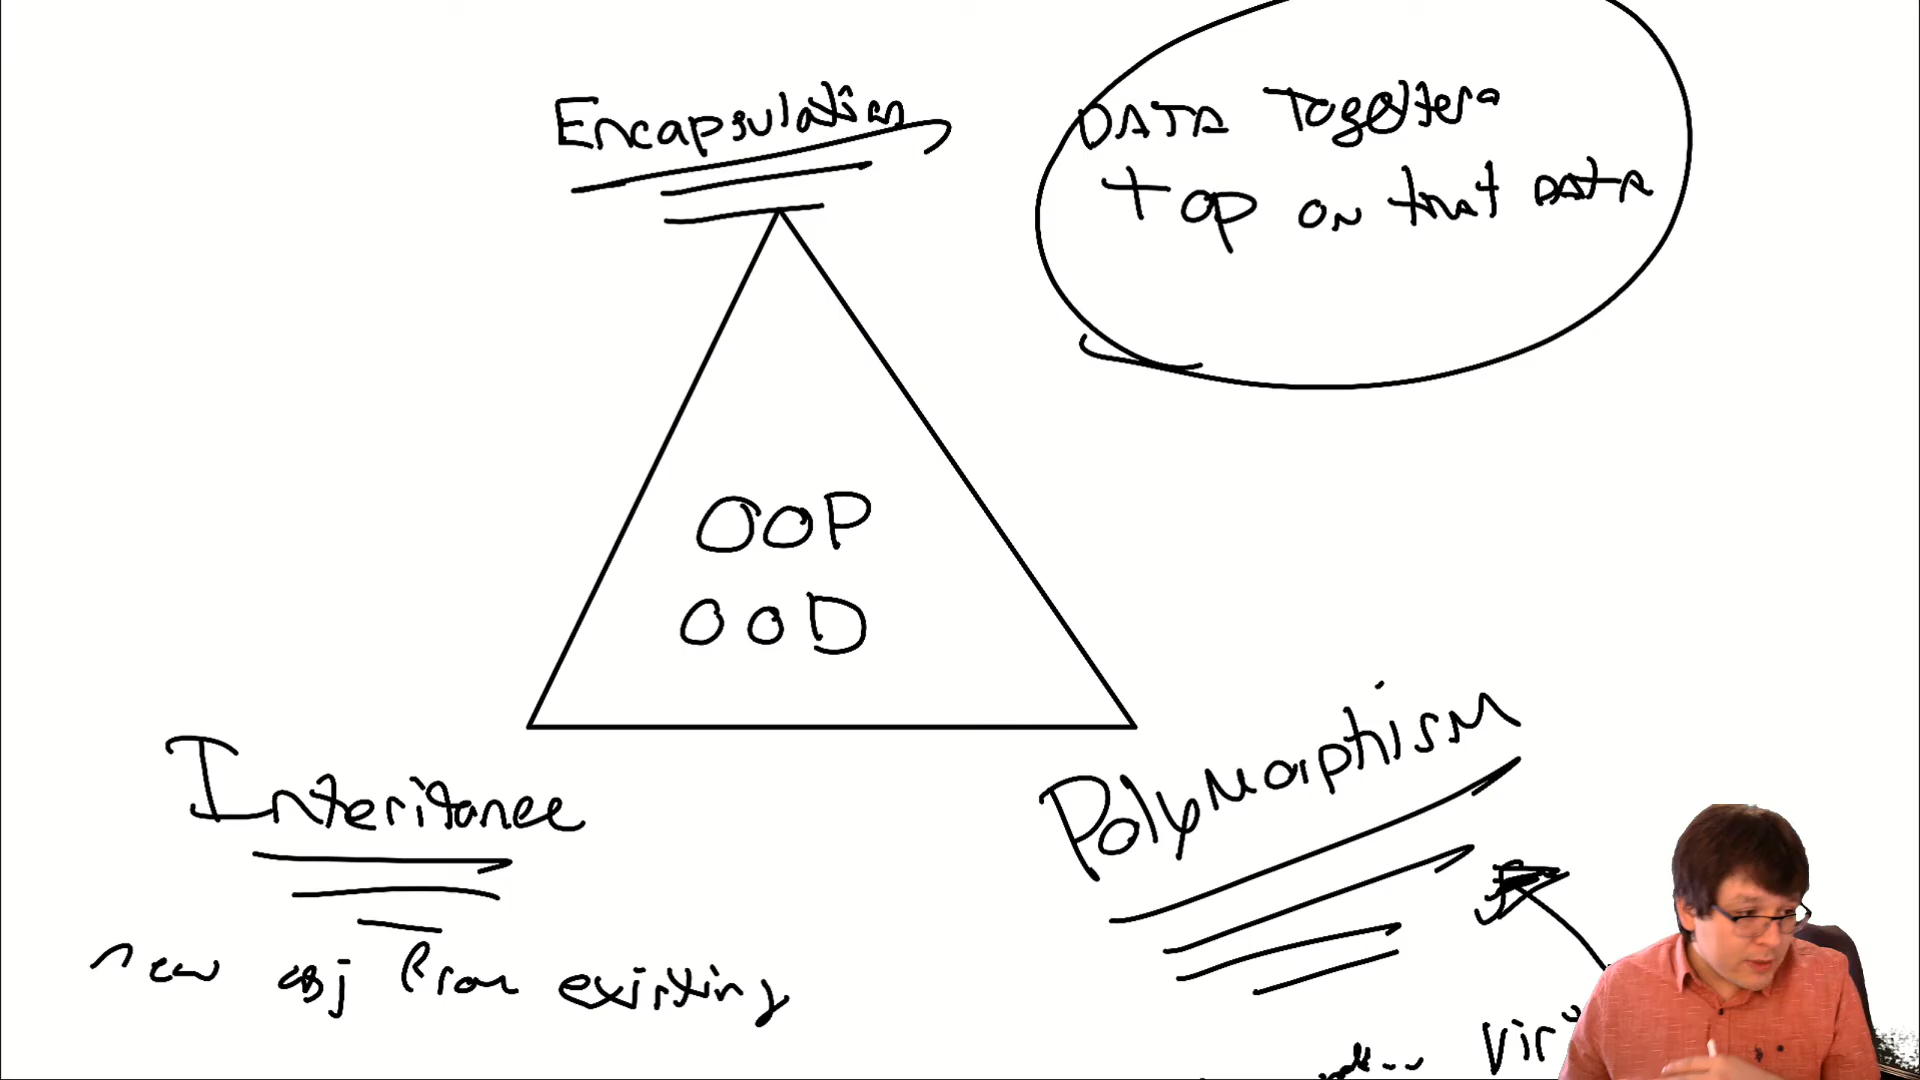 Encapsulation
DATA Together
+ op on that DATA
OOP
OOD
Inheritance
new obj from existing
Polymorphism
Vir